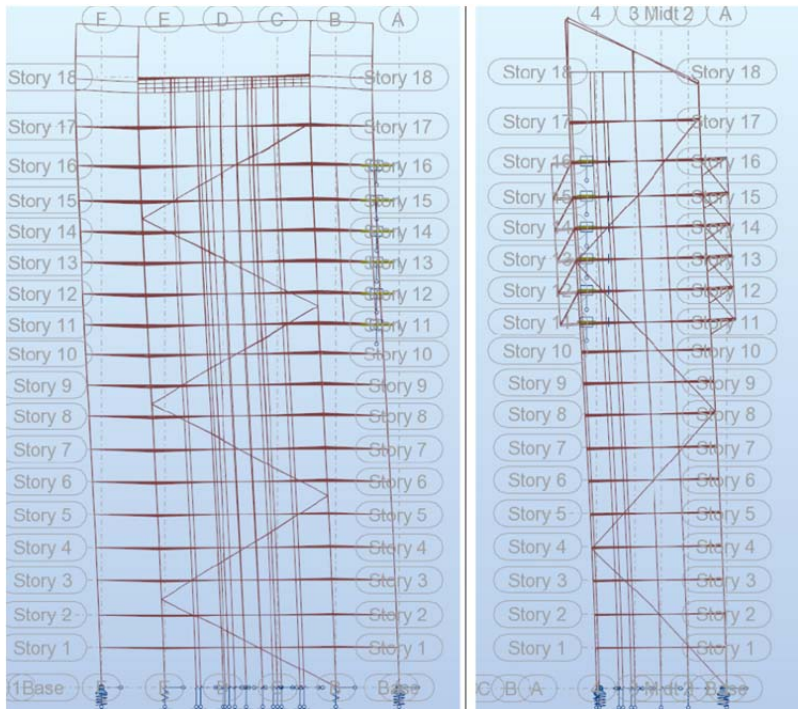 F E D C B A
Story 18 Story 18
Story 17 Story 17
Story 16 Story 16
Story 15 Story 15
Story 14 Story 14
Story 13 Story 13
Story 12 Story 12
Story 11 Story 11
Story 10 Story 10
Story 9 Story 9
Story 8 Story 8
Story 7 Story 7
Story 6 Story 6
Story 5 Story 5
Story 4 Story 4
Story 3 Story 3
Story 2 Story 2
Story 1 Story 1
Base F E D C B Base
4 3 Midt 2 A
Story 18 Story 18
Story 17 Story 17
Story 16 Story 16
Story 15 Story 15
Story 14 Story 14
Story 13 Story 13
Story 12 Story 12
Story 11 Story 11
Story 10 Story 10
Story 9 Story 9
Story 8 Story 8
Story 7 Story 7
Story 6 Story 6
Story 5 Story 5
Story 4 Story 4
Story 3 Story 3
Story 2 Story 2
Story 1 Story 1
C B A 4 3 Midt 2 Base